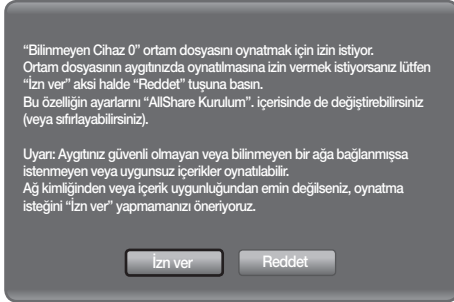 “Bilinmeyen Cihaz 0” ortam dosyasını oynatmak için izin istiyor.
Ortam dosyasının aygıtınızda oynatılmasına izin vermek istiyorsanız lütfen
“İzn ver” aksi halde “Reddet” tuşuna basın.
Bu özelliğin ayarlarını “AllShare Kurulum”. içerisinde de değiştirebilirsiniz
(veya sıfırlayabilirsiniz).
Uyarı: Aygıtınız güvenli olmayan veya bilinmeyen bir ağa bağlanmışsa
istenmeyen veya uygunsuz içerikler oynatılabilir.
Ağ kimliğinden veya içerik uygunluğundan emin değilseniz, oynatma
isteğini “İzn ver” yapmamanızı öneriyoruz.
İzn ver Reddet